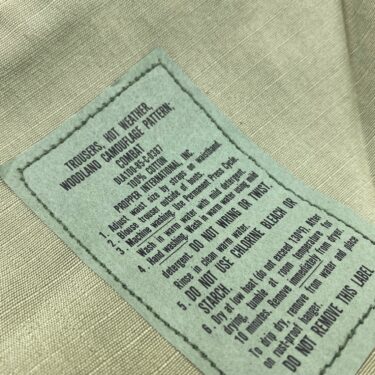 TROUSERS, HOT WEATHER,
WOODLAND CAMOUFLAGE PATTERN:
COMBAT
DLA100-85-C-0387
100% COTTON
PROPPER INTERNATIONAL, INC.
1. Adjust waist size by straps on waistband.
2. Blouse trousers outside of boots.
3. Machine Washing: for Permanent Press Cycle.
Wash in warm water with mild detergent.
4. Hand Washing: Wash in warm water using mild
detergent. DO NOT WRING OR TWIST.
Rinse in clean warm water.
5. DO NOT USE CHLORINE BLEACH OR
STARCH.
6. Dry at low heat (do not exceed 130°F). After
drying, tumble at room temperature for
10 minutes. Remove immediately from dryer.
To drip dry, remove from water and place
on rust-proof hanger.
DO NOT REMOVE THIS LABEL